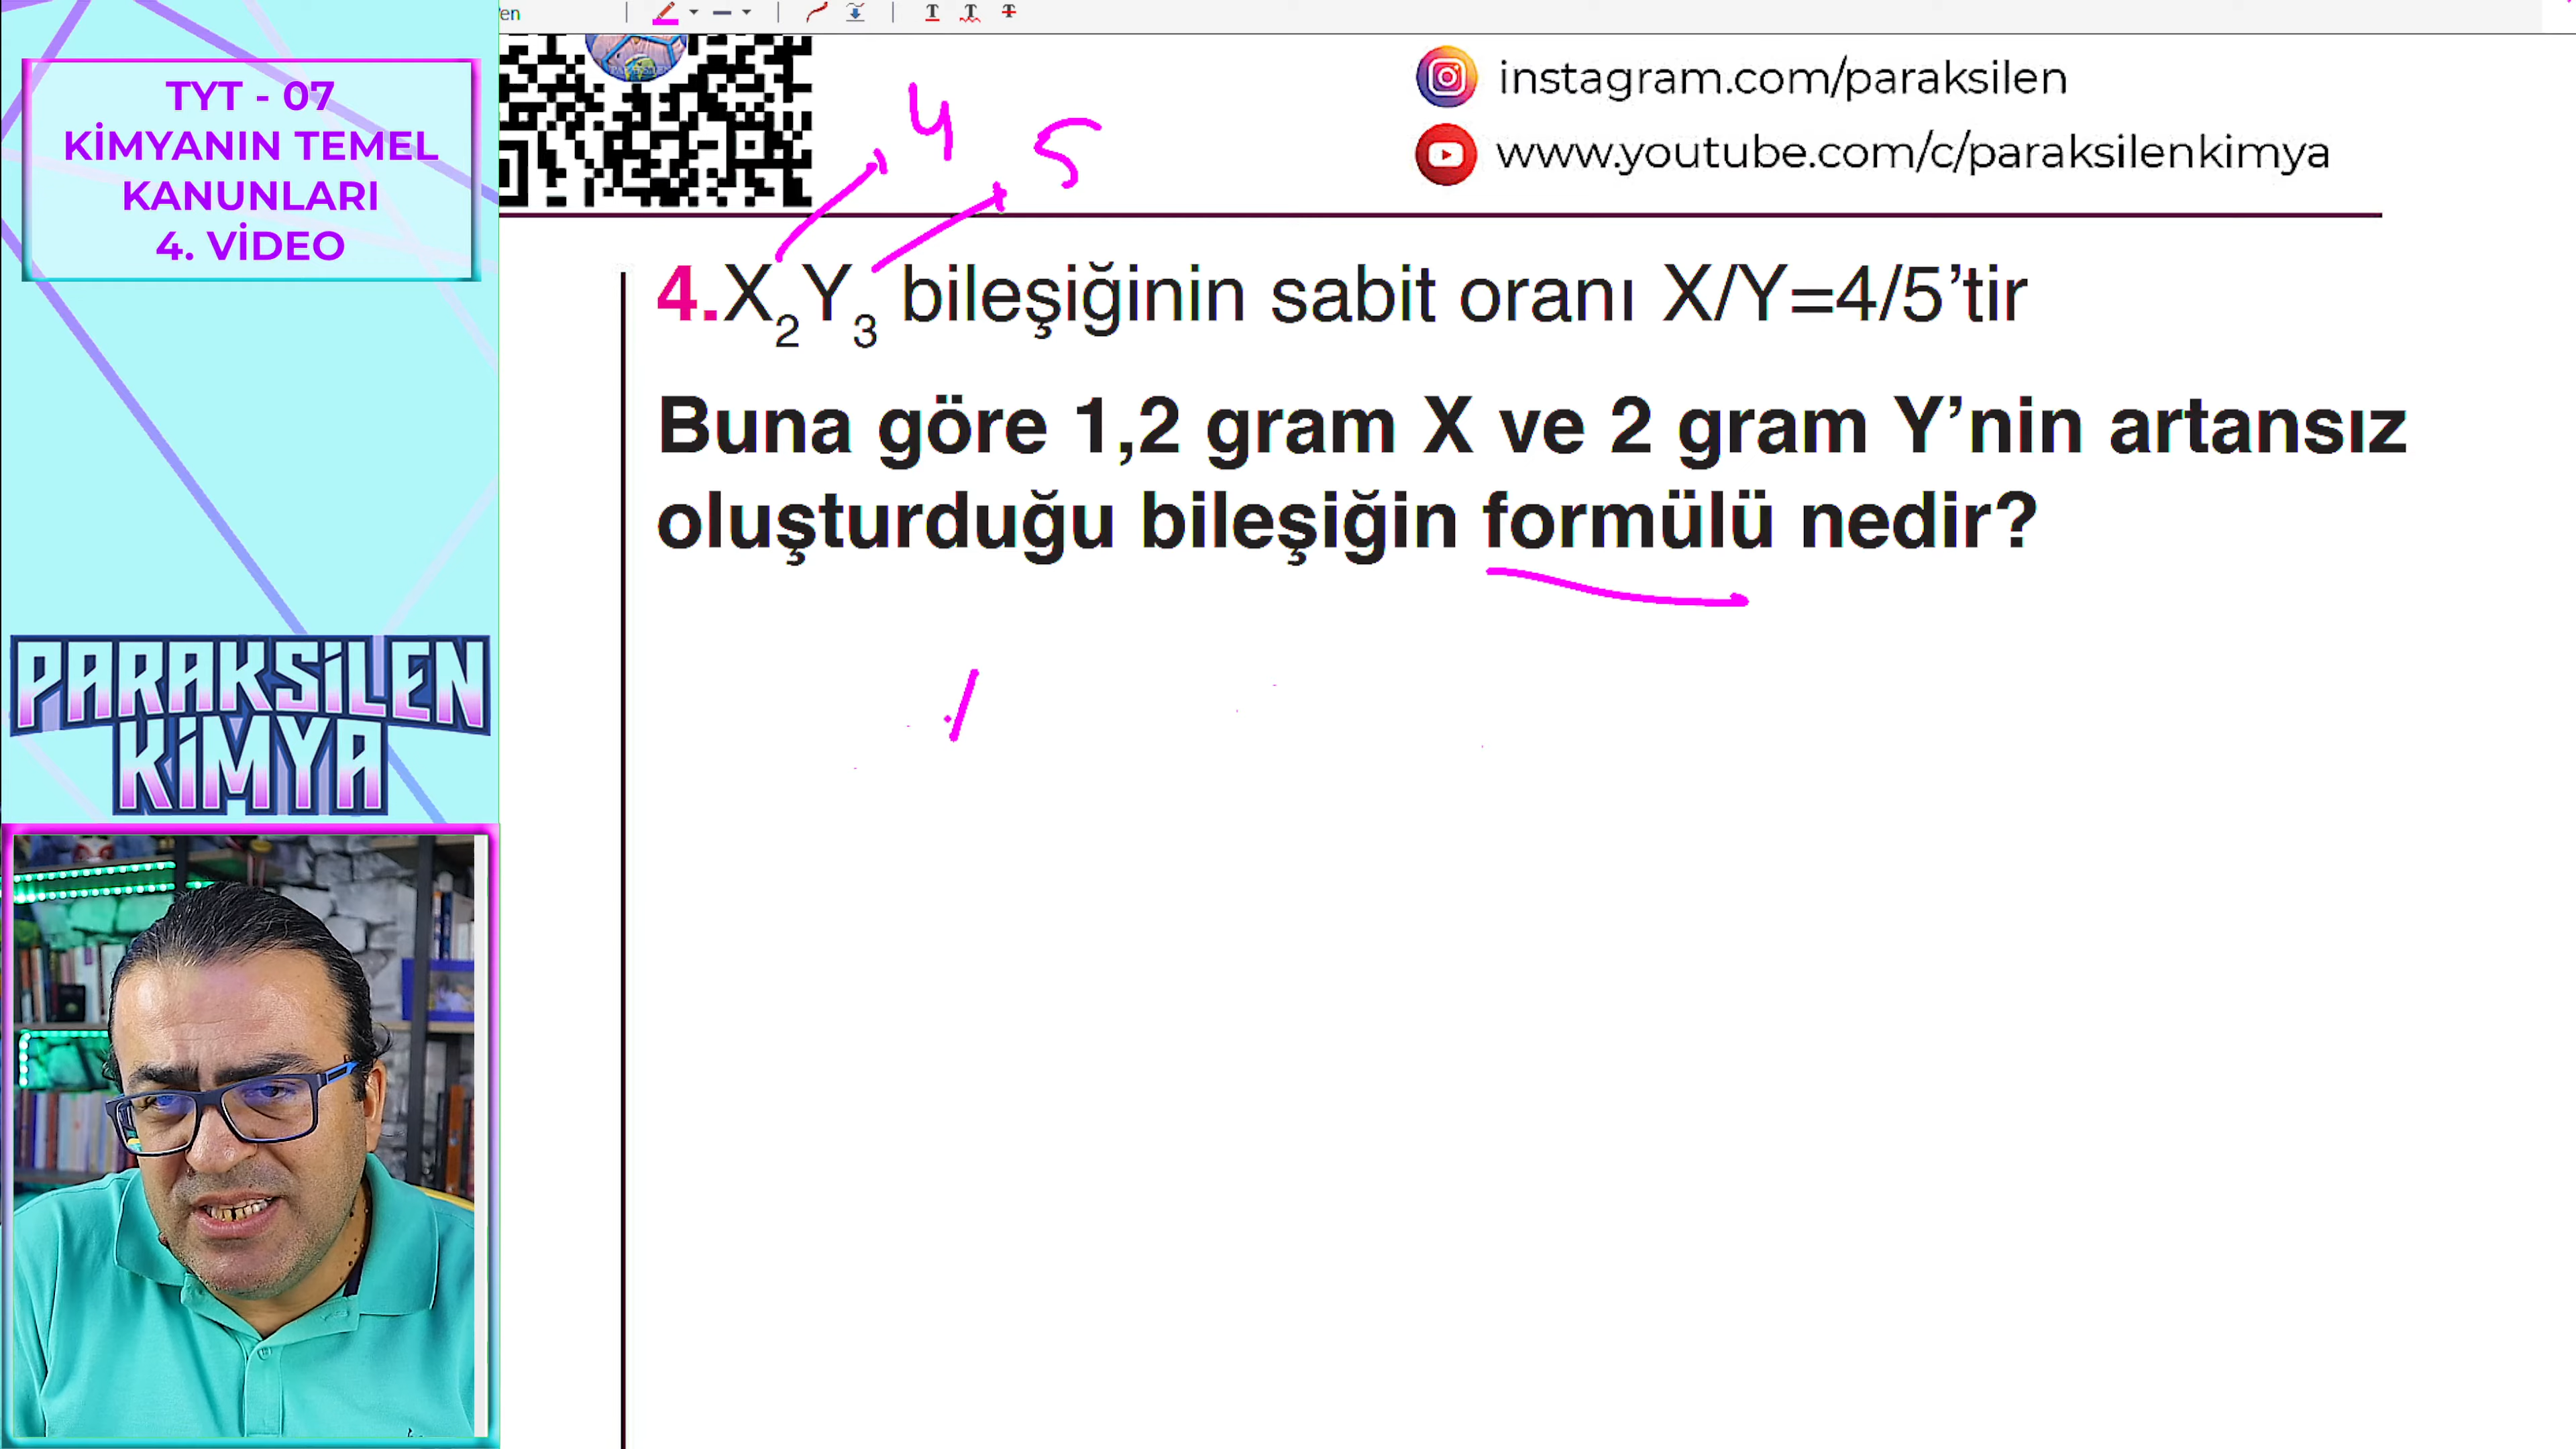 TYT - 07
KİMYANIN TEMEL
KANUNLARI
4. VİDEO
PARAKSİLEN
KİMYA
en
instagram.com/paraksilen
www.youtube.com/c/paraksilenkimya
4
5
4.X2Y3 bileşiğinin sabit oranı X/Y=4/5’tir
Buna göre 1,2 gram X ve 2 gram Y’nin artansız
oluşturduğu bileşiğin formülü nedir?